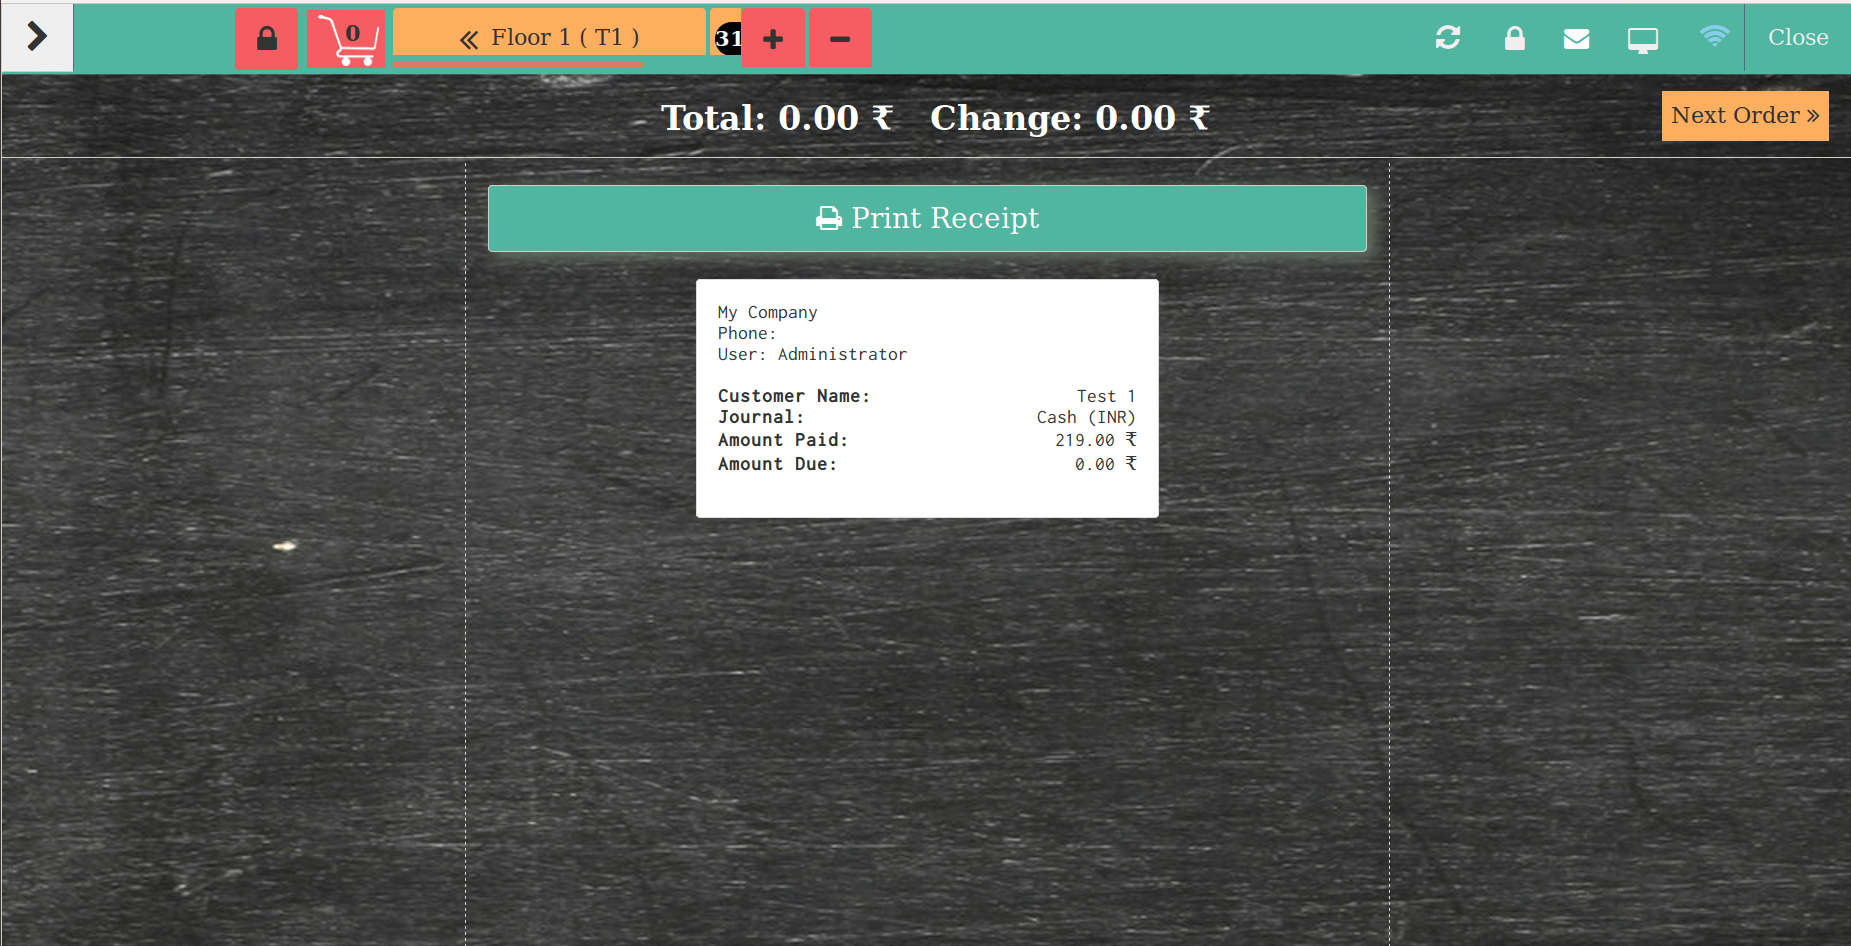 0
Floor 1 ( T1 )
31
Close
Total: 0.00 ₹ Change: 0.00 ₹
Next Order
Print Receipt
My Company
Phone:
User: Administrator
Customer Name: Test 1
Journal: Cash (INR)
Amount Paid: 219.00 ₹
Amount Due: 0.00 ₹